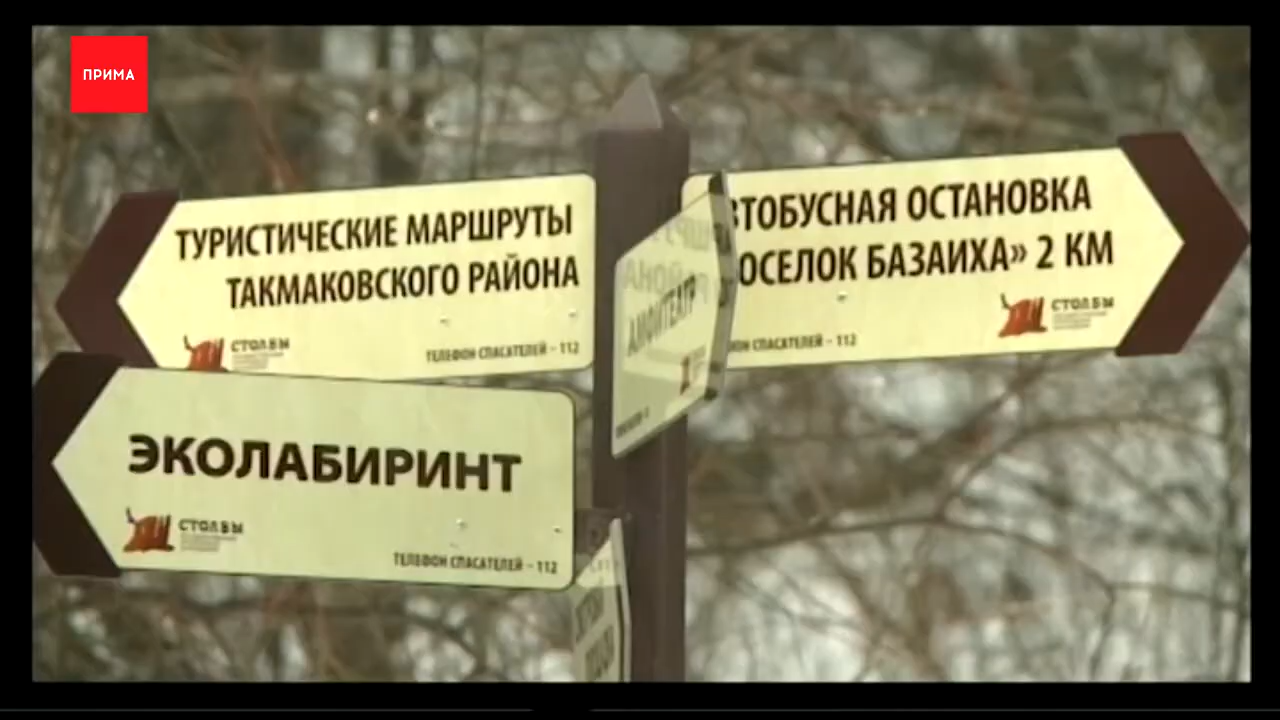 ПРИМА
ТУРИСТИЧЕСКИЕ МАРШРУТЫ
ТАКМАКОВСКОГО РАЙОНА
СТОЛБЫ
ТЕЛЕФОН СПАСАТЕЛЕЙ – 112
ВТОБУСНАЯ ОСТАНОВКА
ОСЕЛОК БАЗАИХА» 2 КМ
СТОЛБЫ
ОН СПАСАТЕЛЕЙ – 112
АМФИТЕАТР
ЭКОЛАБИРИНТ
СТОЛБЫ
ТЕЛЕФОН СПАСАТЕЛЕЙ – 112